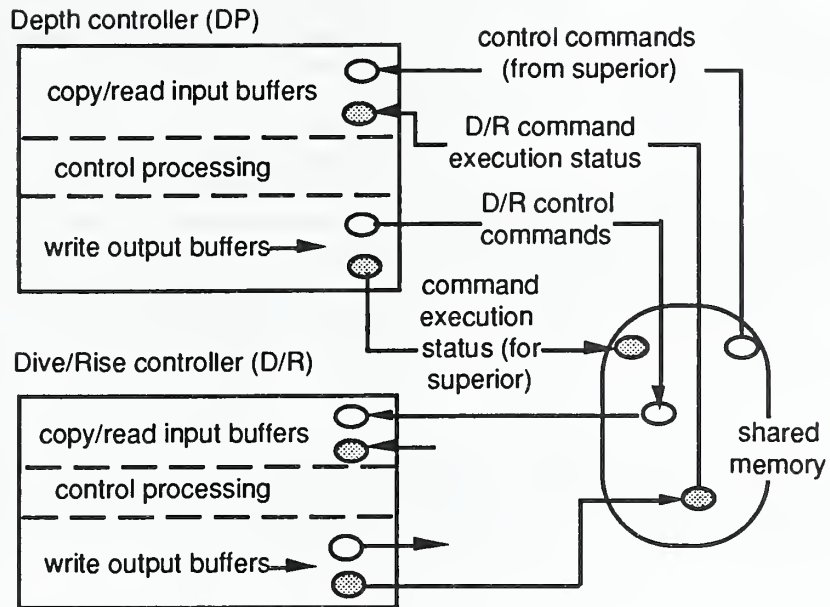 Depth controller (DP)
copy/read input buffers
control processing
write output buffers
control commands
(from superior)
D/R command
execution status
D/R control
commands
command
execution
status (for
superior)
Dive/Rise controller (D/R)
copy/read input buffers
control processing
write output buffers
shared
memory